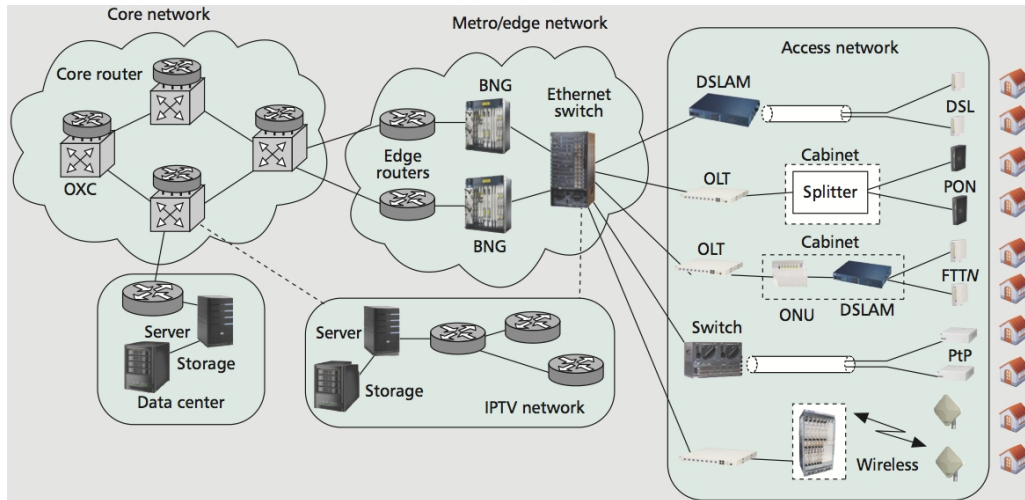 Core network
Metro/edge network
Access network
Core router
OXC
BNG
Ethernet
switch
Edge
routers
BNG
DSLAM
DSL
OLT
Cabinet
Splitter
PON
OLT
Cabinet
ONU
DSLAM
FTTN
Switch
PtP
Wireless
Server
Storage
Data center
Server
Storage
IPTV network